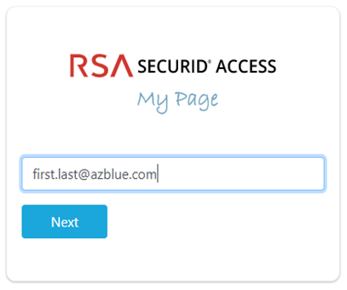 RSA SECURID® ACCESS
My Page
first.last@azblue.com
Next